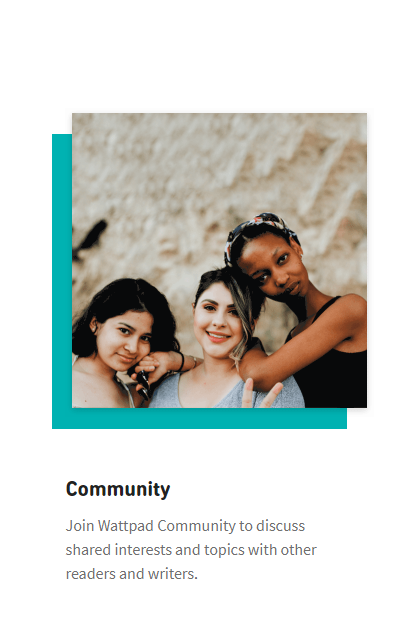 Community
Join Wattpad Community to discuss
shared interests and topics with other
readers and writers.